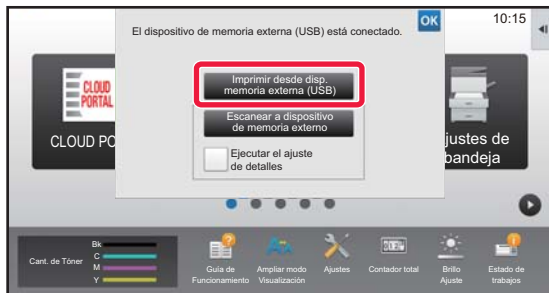 El dispositivo de memoria externa (USB) está conectado.
OK
10:15
Imprimir desde disp.
memoria externa (USB)
Escanear a dispositivo
de memoria externo
Ejecutar el ajuste
de detalles
CLOUD
PORTAL
CLOUD PO
justes de
bandeja
Cant. de Tóner
Bk
C
M
Y
Guía de
Funcionamiento
Ampliar modo
Visualización
Ajustes
Contador total
Brillo
Ajuste
Estado de
trabajos